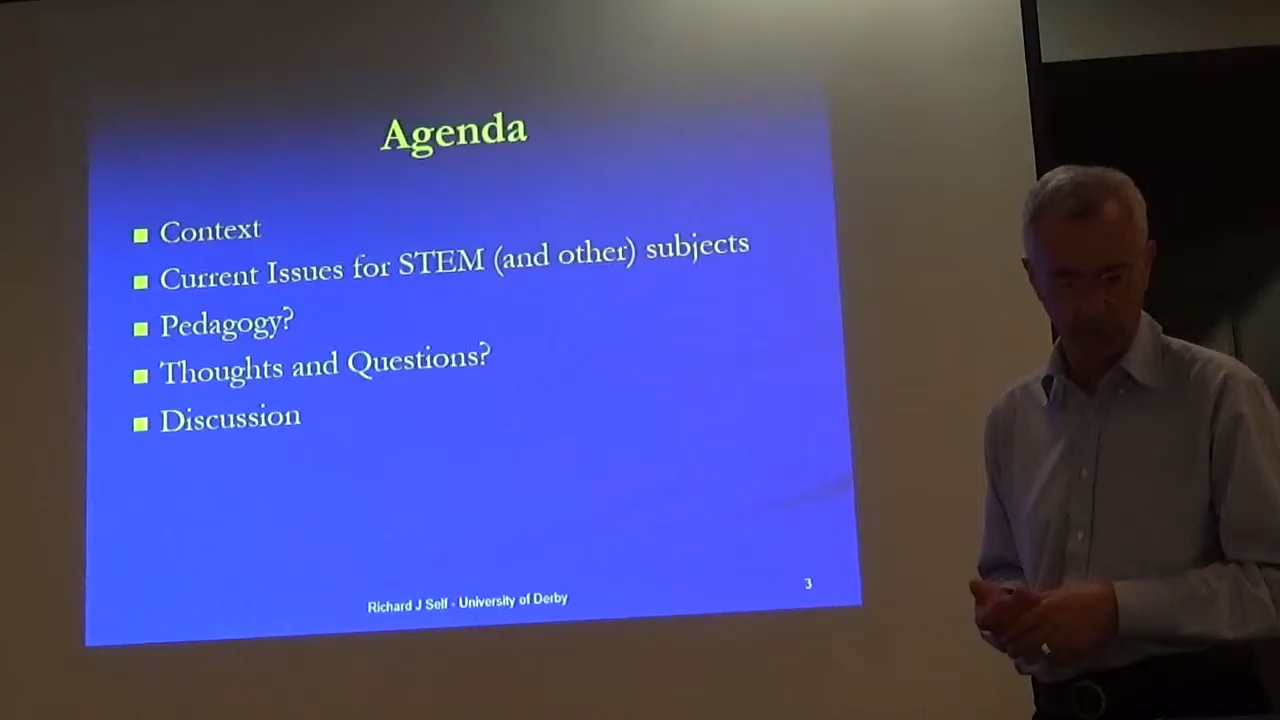 Agenda
Context
Current Issues for STEM (and other) subjects
Pedagogy?
Thoughts and Questions?
Discussion
Richard J Self - University of Derby
3